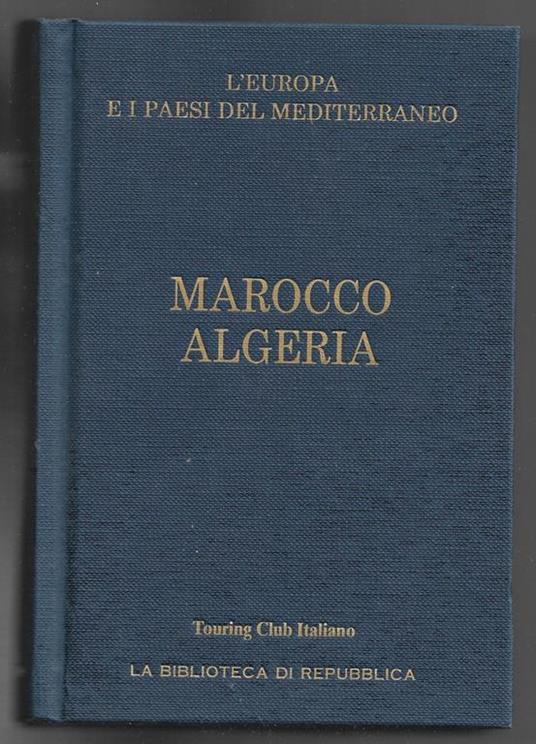 L'EUROPA
E I PAESI DEL MEDITERRANEO
MAROCCO
ALGERIA
Touring Club Italiano
LA BIBLIOTECA DI REPUBBLICA